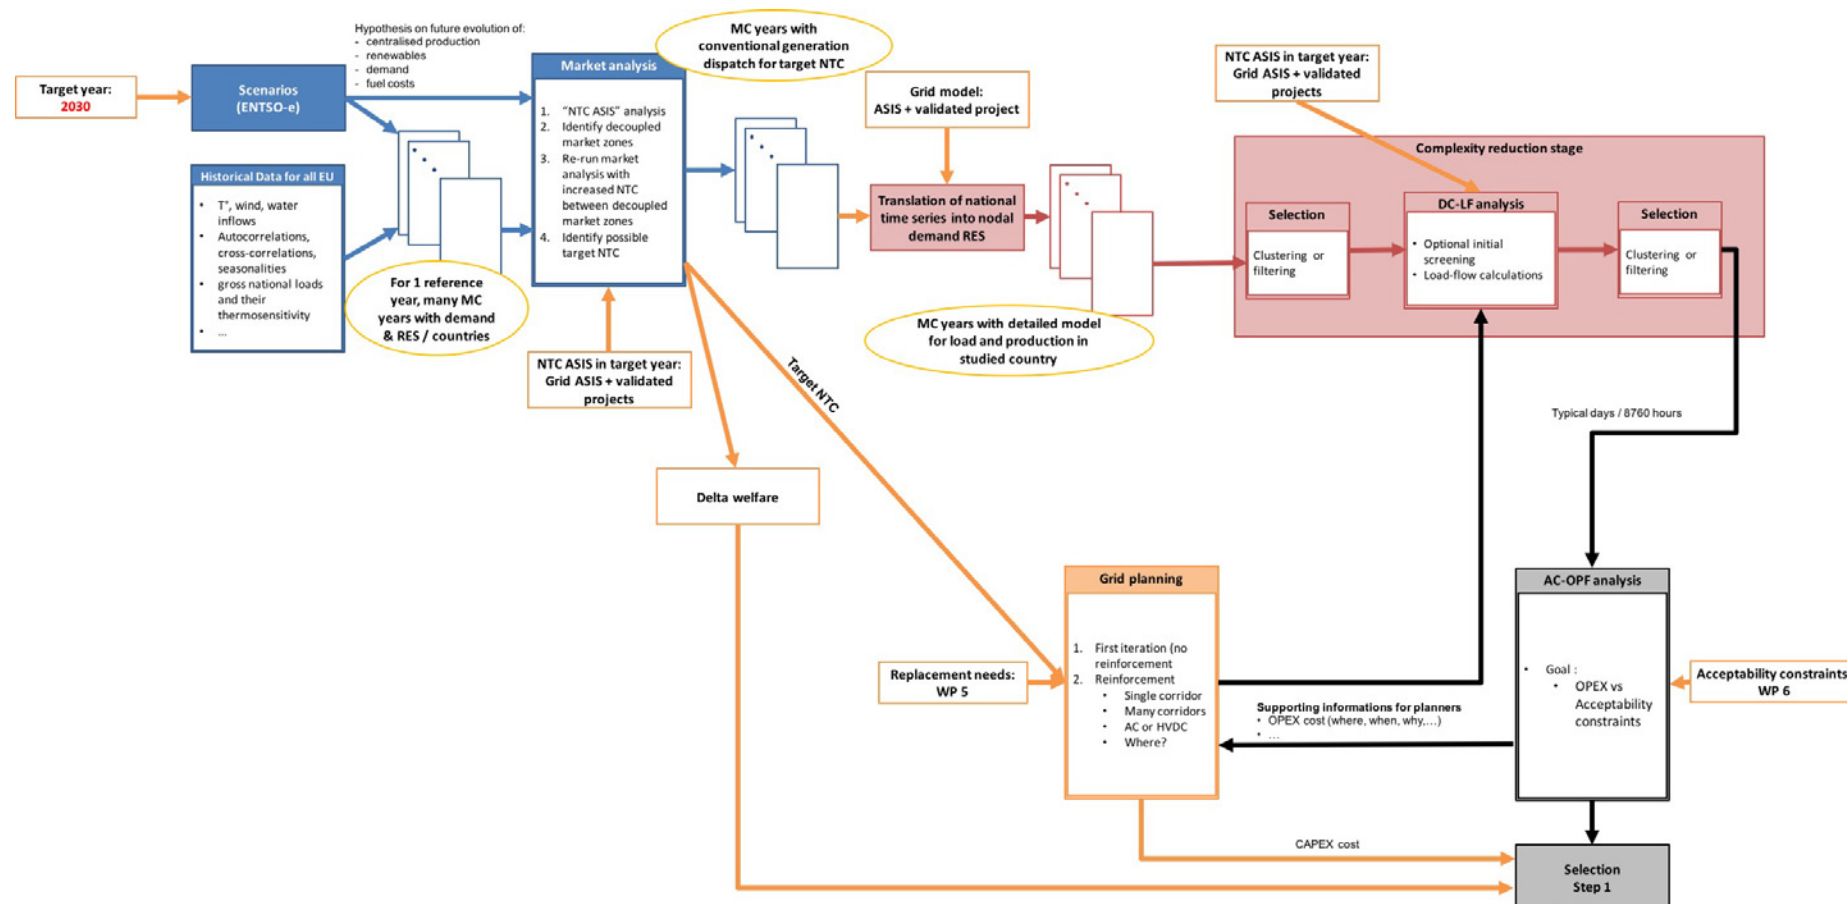 Target year:
2030
Scenarios
(ENTSO-e)
Hypothesis on future evolution of:
- centralised production
- renewables
- demand
- fuel costs
Historical Data for all EU
• T°, wind, water
inflows
• Autocorrelations,
cross-correlations,
seasonalities
• gross national loads
and their
thermosensitivity
• ...
For 1 reference
year, many MC
years with demand
& RES / countries
Market analysis
1. "NTC ASIS" analysis
2. Identify decoupled
market zones
3. Re-run market
analysis with
increased NTC
between decoupled
market zones
4. Identify possible
target NTC
NTC ASIS in target year:
Grid ASIS + validated
projects
MC years with
conventional generation
dispatch for target NTC
Grid model:
ASIS + validated project
Translation of national
time series into nodal
demand RES
MC years with detailed model
for load and production in
studied country
NTC ASIS in target year:
Grid ASIS + validated
projects
Complexity reduction stage
Selection
Clustering or
filtering
DC-LF analysis
• Optional initial
screening
• Load-flow calculations
Selection
Clustering or
filtering
Typical days / 8760 hours
Target NTC
Delta welfare
Replacement needs:
WP 5
Grid planning
1. First iteration (no
reinforcement
2. Reinforcement
• Single corridor
• Many corridors
• AC or HVDC
• Where?
Supporting informations for planners
• OPEX cost (where, when, why,...)
• ...
AC-OPF analysis
• Goal :
• OPEX vs
Acceptability
constraints
Acceptability constraints
WP 6
CAPEX cost
Selection
Step 1